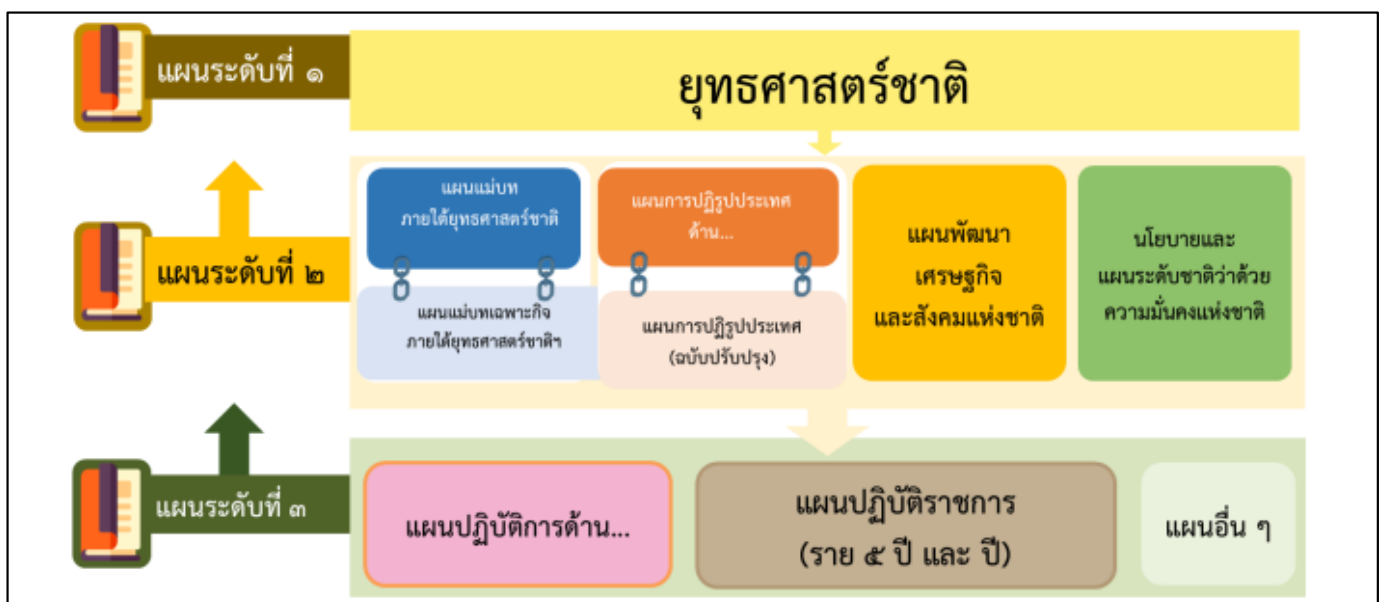 แผนระดับที่ ๑
ยุทธศาสตร์ชาติ
แผนระดับที่ ๒
แผนแม่บท
ภายใต้ยุทธศาสตร์ชาติ
แผนแม่บทเฉพาะกิจ
ภายใต้ยุทธศาสตร์ชาติฯ
แผนการปฏิรูปประเทศ
ด้าน...
แผนการปฏิรูปประเทศ
(ฉบับปรับปรุง)
แผนพัฒนา
เศรษฐกิจ
และสังคมแห่งชาติ
นโยบายและ
แผนระดับชาติว่าด้วย
ความมั่นคงแห่งชาติ
แผนระดับที่ ๓
แผนปฏิบัติการด้าน...
แผนปฏิบัติราชการ
(ราย ๕ ปี และ ปี)
แผนอื่น ๆ